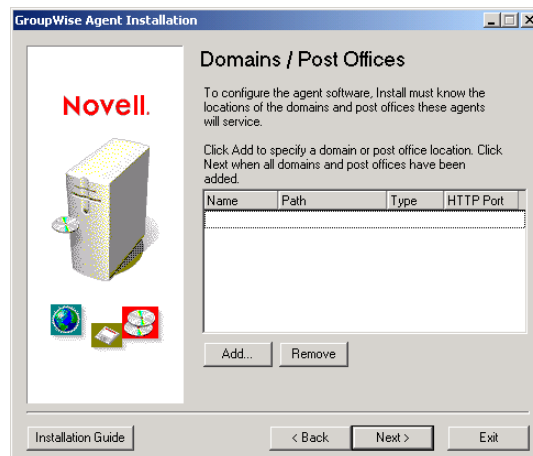 GroupWise Agent Installation
Novell.
Domains / Post Offices
To configure the agent software, Install must know the
locations of the domains and post offices these agents
will service.
Click Add to specify a domain or post office location. Click
Next when all domains and post offices have been
added.
Name Path Type HTTP Port
Add... Remove
Installation Guide < Back Next > Exit